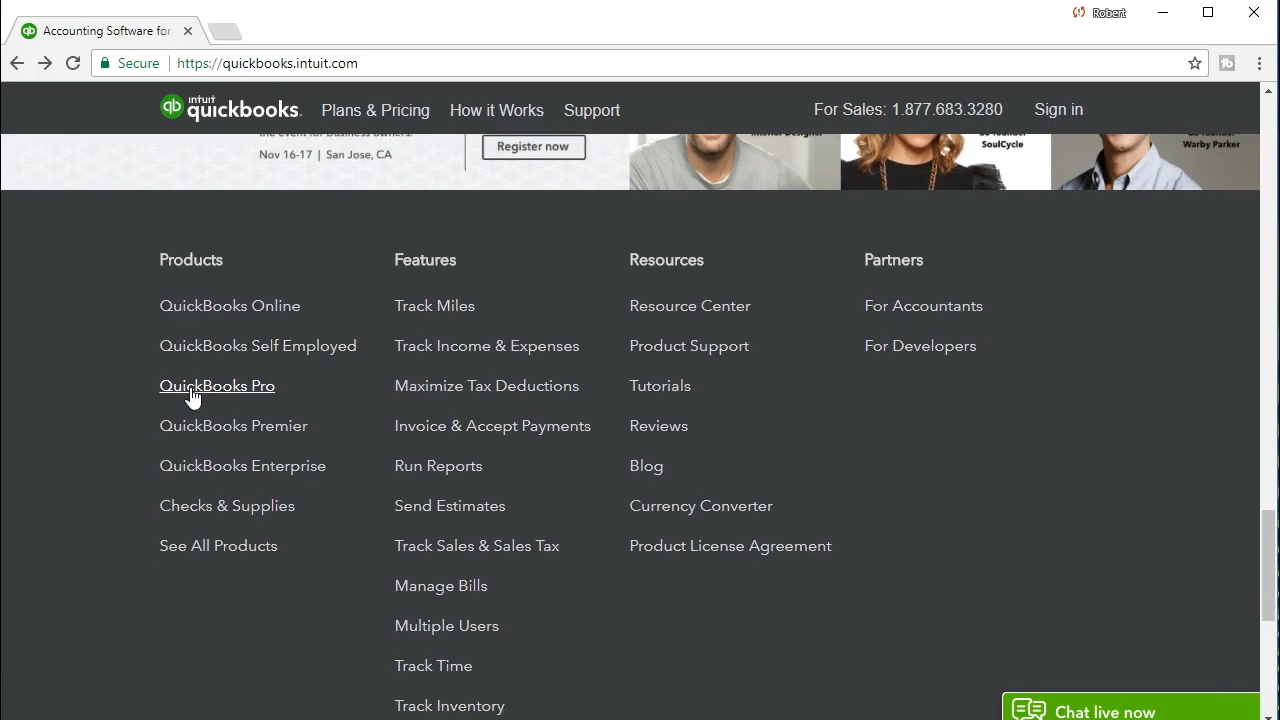 Robert
Accounting Software for
Secure
https://quickbooks.intuit.com
intuit
quickbooks.
Plans & Pricing
How it Works
Support
For Sales: 1.877.683.3280
Sign in
Nov 16-17 | San Jose, CA
Register now
SoulCycle
Warby Parker
Products
QuickBooks Online
QuickBooks Self Employed
QuickBooks Pro
QuickBooks Premier
QuickBooks Enterprise
Checks & Supplies
See All Products
Features
Track Miles
Track Income & Expenses
Maximize Tax Deductions
Invoice & Accept Payments
Run Reports
Send Estimates
Track Sales & Sales Tax
Manage Bills
Multiple Users
Track Time
Track Inventory
Resources
Resource Center
Product Support
Tutorials
Reviews
Blog
Currency Converter
Product License Agreement
Partners
For Accountants
For Developers
Chat live now